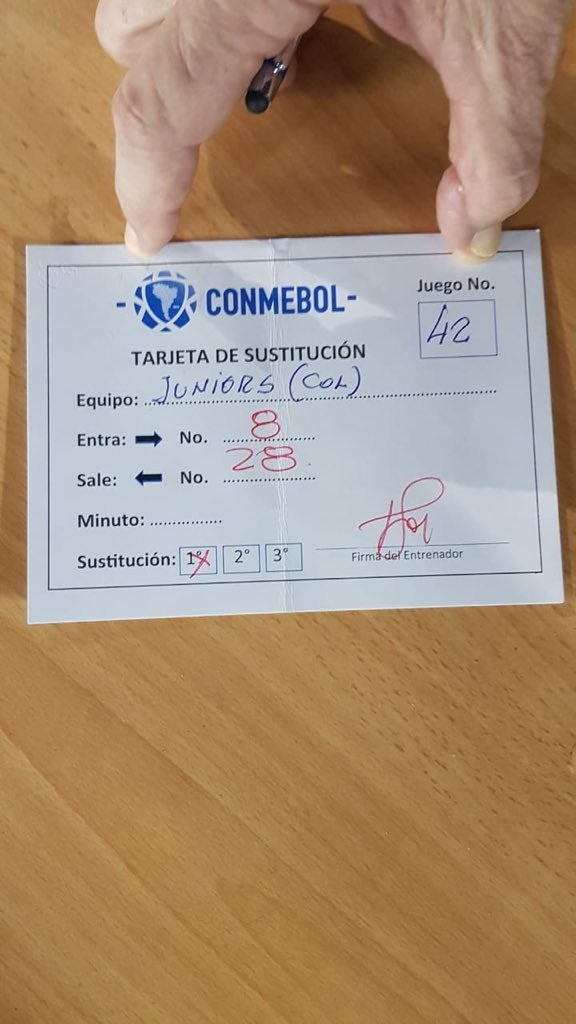 - CONMEBOL -
Juego No.
42
TARJETA DE SUSTITUCIÓN
Equipo: JUNIORS (COL)
Entra: No. 8
Sale: No. 28
Minuto: ...............
Sustitución: 1° 2° 3°
Firma del Entrenador